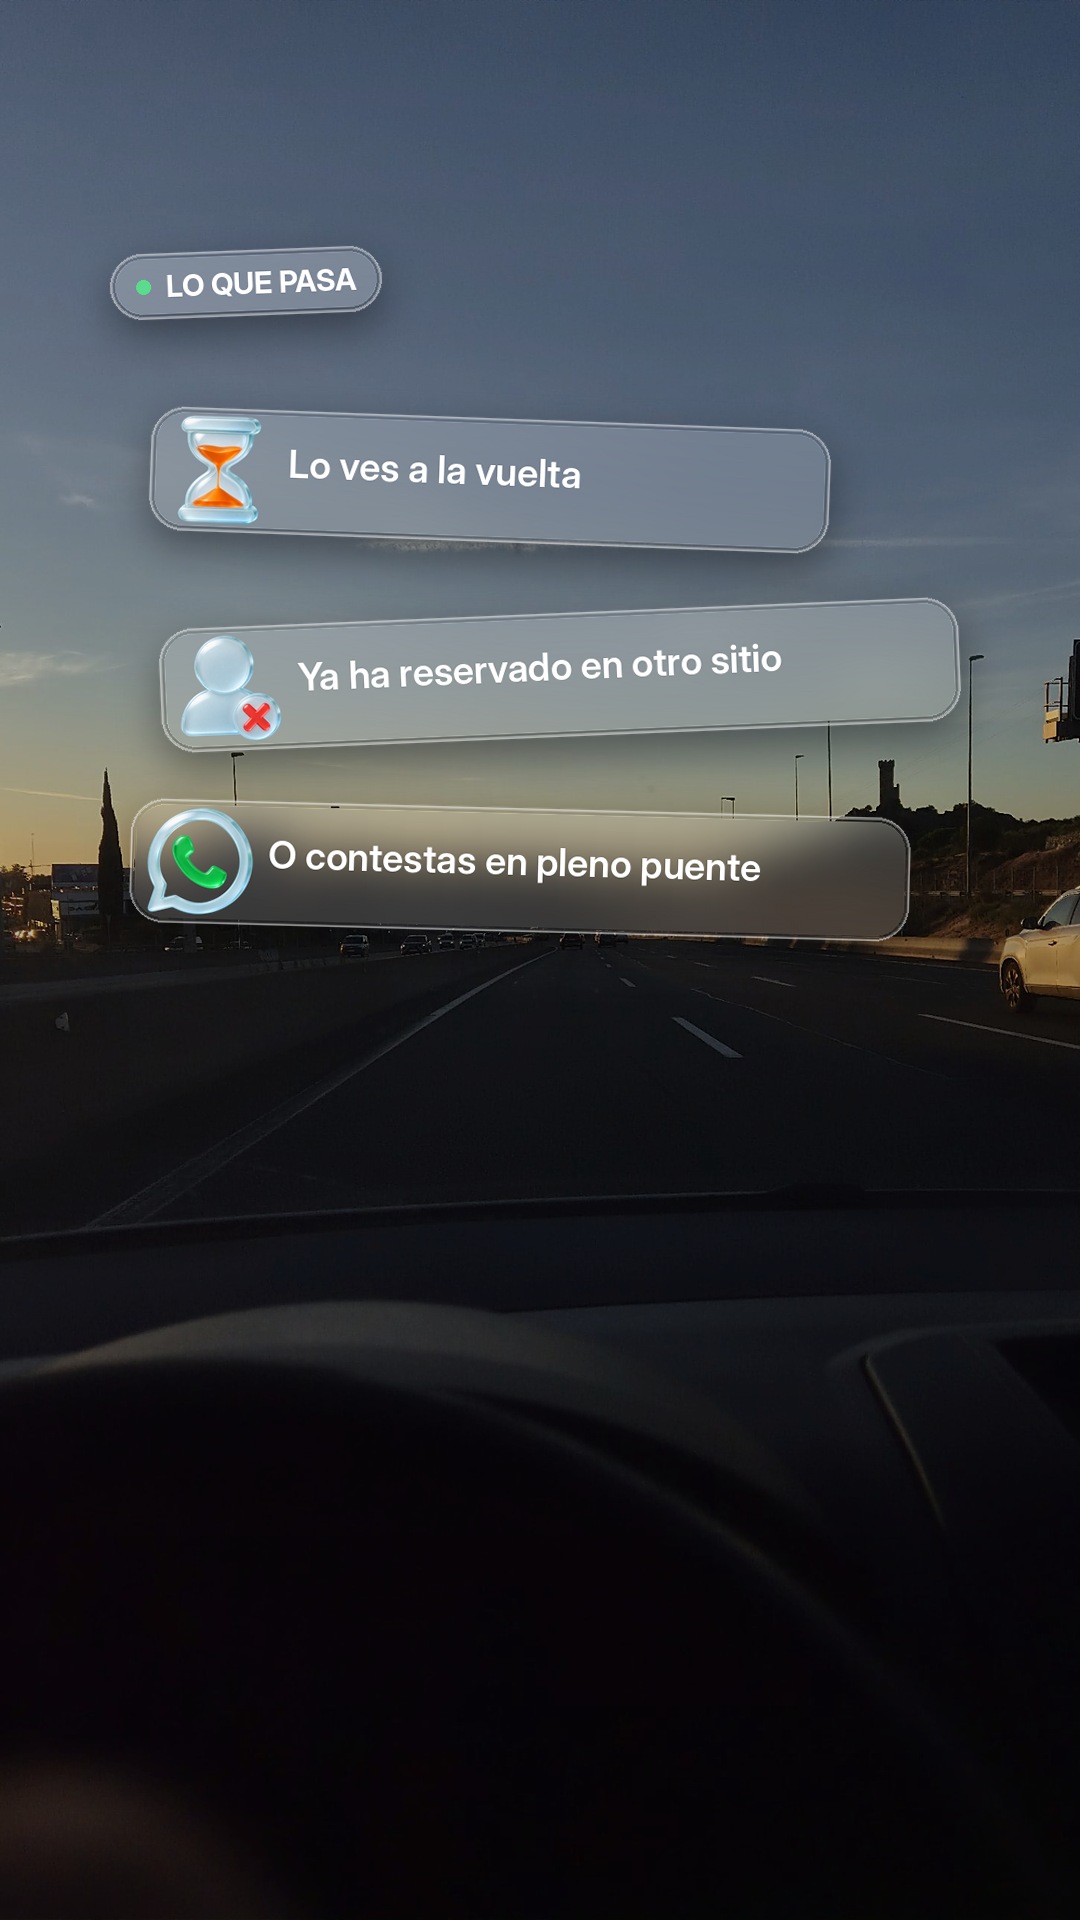 LO QUE PASA
Lo ves a la vuelta
Ya ha reservado en otro sitio
O contestas en pleno puente